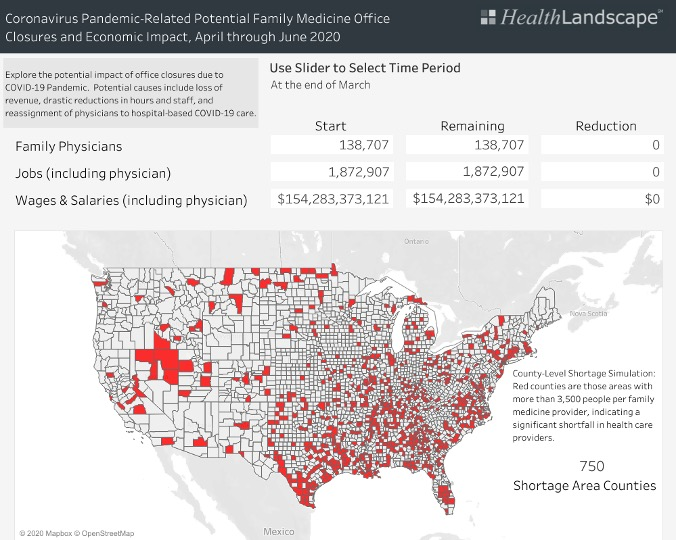 Coronavirus Pandemic-Related Potential Family Medicine Office
Closures and Economic Impact, April through June 2020
HealthLandscape
Explore the potential impact of office closures due to
COVID-19 Pandemic. Potential causes include loss of
revenue, drastic reductions in hours and staff, and
reassignment of physicians to hospital-based COVID-19 care.
Use Slider to Select Time Period
At the end of March
Start Remaining Reduction
Family Physicians 138,707 138,707 0
Jobs (including physician) 1,872,907 1,872,907 0
Wages & Salaries (including physician) $154,283,373,121 $154,283,373,121 $0
Ontario
Nova Scotia
County-Level Shortage Simulation:
Red counties are those areas with
more than 3,500 people per family
medicine provider, indicating a
significant shortfall in health care
providers.
750
Shortage Area Counties
Mexico
© 2020 Mapbox © OpenStreetMap